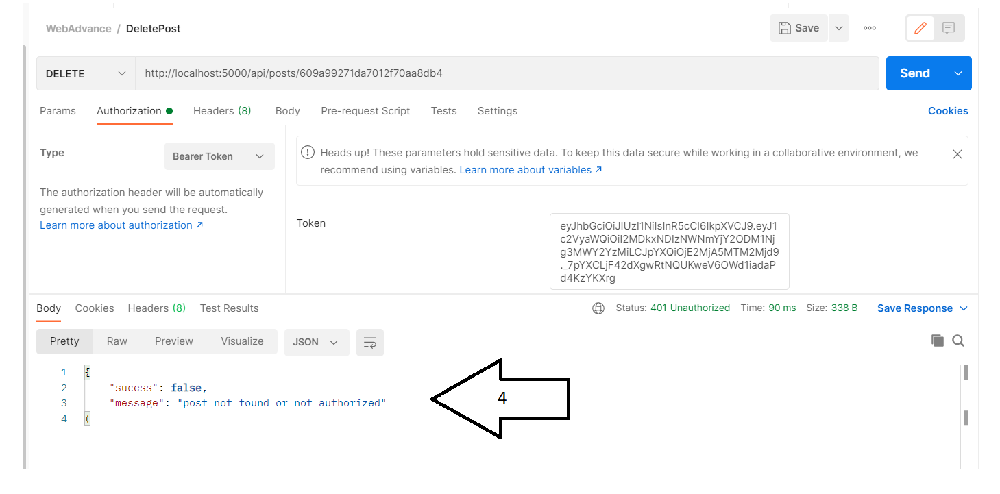 WebAdvance / DeletePost
Save
DELETE
http://localhost:5000/api/posts/609a99271da7012f70aa8db4
Send
Params Authorization Headers (8) Body Pre-request Script Tests Settings Cookies
Type
Bearer Token
The authorization header will be automatically
generated when you send the request.
Learn more about authorization ↗
Heads up! These parameters hold sensitive data. To keep this data secure while working in a collaborative environment, we
recommend using variables. Learn more about variables ↗
Token
eyJhbGciOiJIUzI1NiIsInR5cCI6IkpXVCJ9.eyJ1
c2VyaWQiOiI2MDkxNDIzNWNmYjY2ODM1Nj
g3MWY2YzMiLCJpYXQiOjE2MjA5MTM2Mjd9
._7pYXCLjF42dXgwRtNQUKweV6OWd1iadaP
d4KzYKXrg
Body Cookies Headers (8) Test Results Status: 401 Unauthorized Time: 90 ms Size: 338 B Save Response
Pretty Raw Preview Visualize JSON
1 {
2 "sucess": false,
3 "message": "post not found or not authorized"
4 }
4